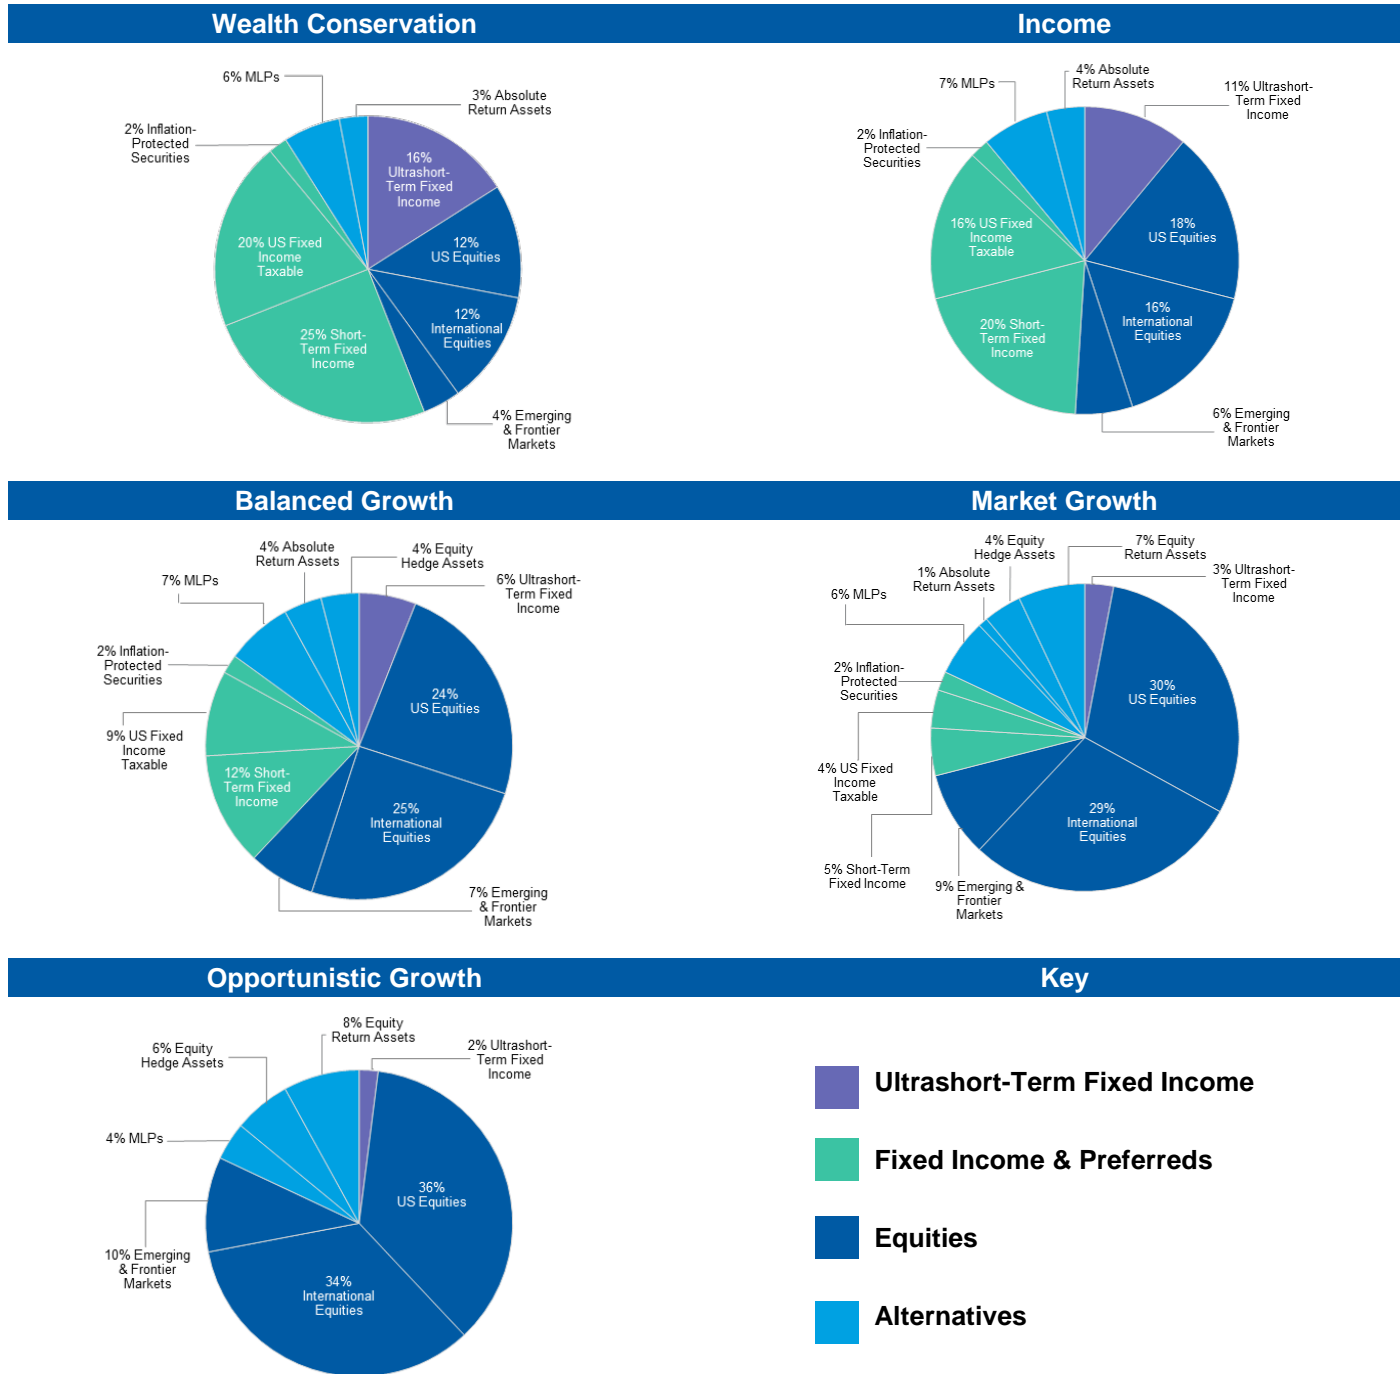 Wealth Conservation
6% MLPs
3% Absolute
Return Assets
2% Inflation-
Protected
Securities
16%
Ultrashort-
Term Fixed
Income
20% US Fixed
Income
Taxable
12%
US Equities
12%
International
Equities
25% Short-
Term Fixed
Income
4% Emerging
& Frontier
Markets
Income
7% MLPs
4% Absolute
Return Assets
11% Ultrashort-
Term Fixed
Income
2% Inflation-
Protected
Securities
16% US Fixed
Income
Taxable
18%
US Equities
16%
International
Equities
20% Short-
Term Fixed
Income
6% Emerging
& Frontier
Markets
Balanced Growth
4% Absolute
Return Assets
4% Equity
Hedge Assets
7% MLPs
6% Ultrashort-
Term Fixed
Income
2% Inflation-
Protected
Securities
24%
US Equities
9% US Fixed
Income
Taxable
12% Short-
Term Fixed
Income
25%
International
Equities
7% Emerging
& Frontier
Markets
Market Growth
4% Equity
Hedge Assets
7% Equity
Return Assets
1% Absolute
Return Assets
3% Ultrashort-
Term Fixed
Income
6% MLPs
2% Inflation-
Protected
Securities
30%
US Equities
4% US Fixed
Income
Taxable
29%
International
Equities
5% Short-Term
Fixed Income
9% Emerging &
Frontier
Markets
Opportunistic Growth
8% Equity
Return Assets
6% Equity
Hedge Assets
2% Ultrashort-
Term Fixed
Income
4% MLPs
36%
US Equities
10% Emerging
& Frontier
Markets
34%
International
Equities
Key
Ultrashort-Term Fixed Income
Fixed Income & Preferreds
Equities
Alternatives